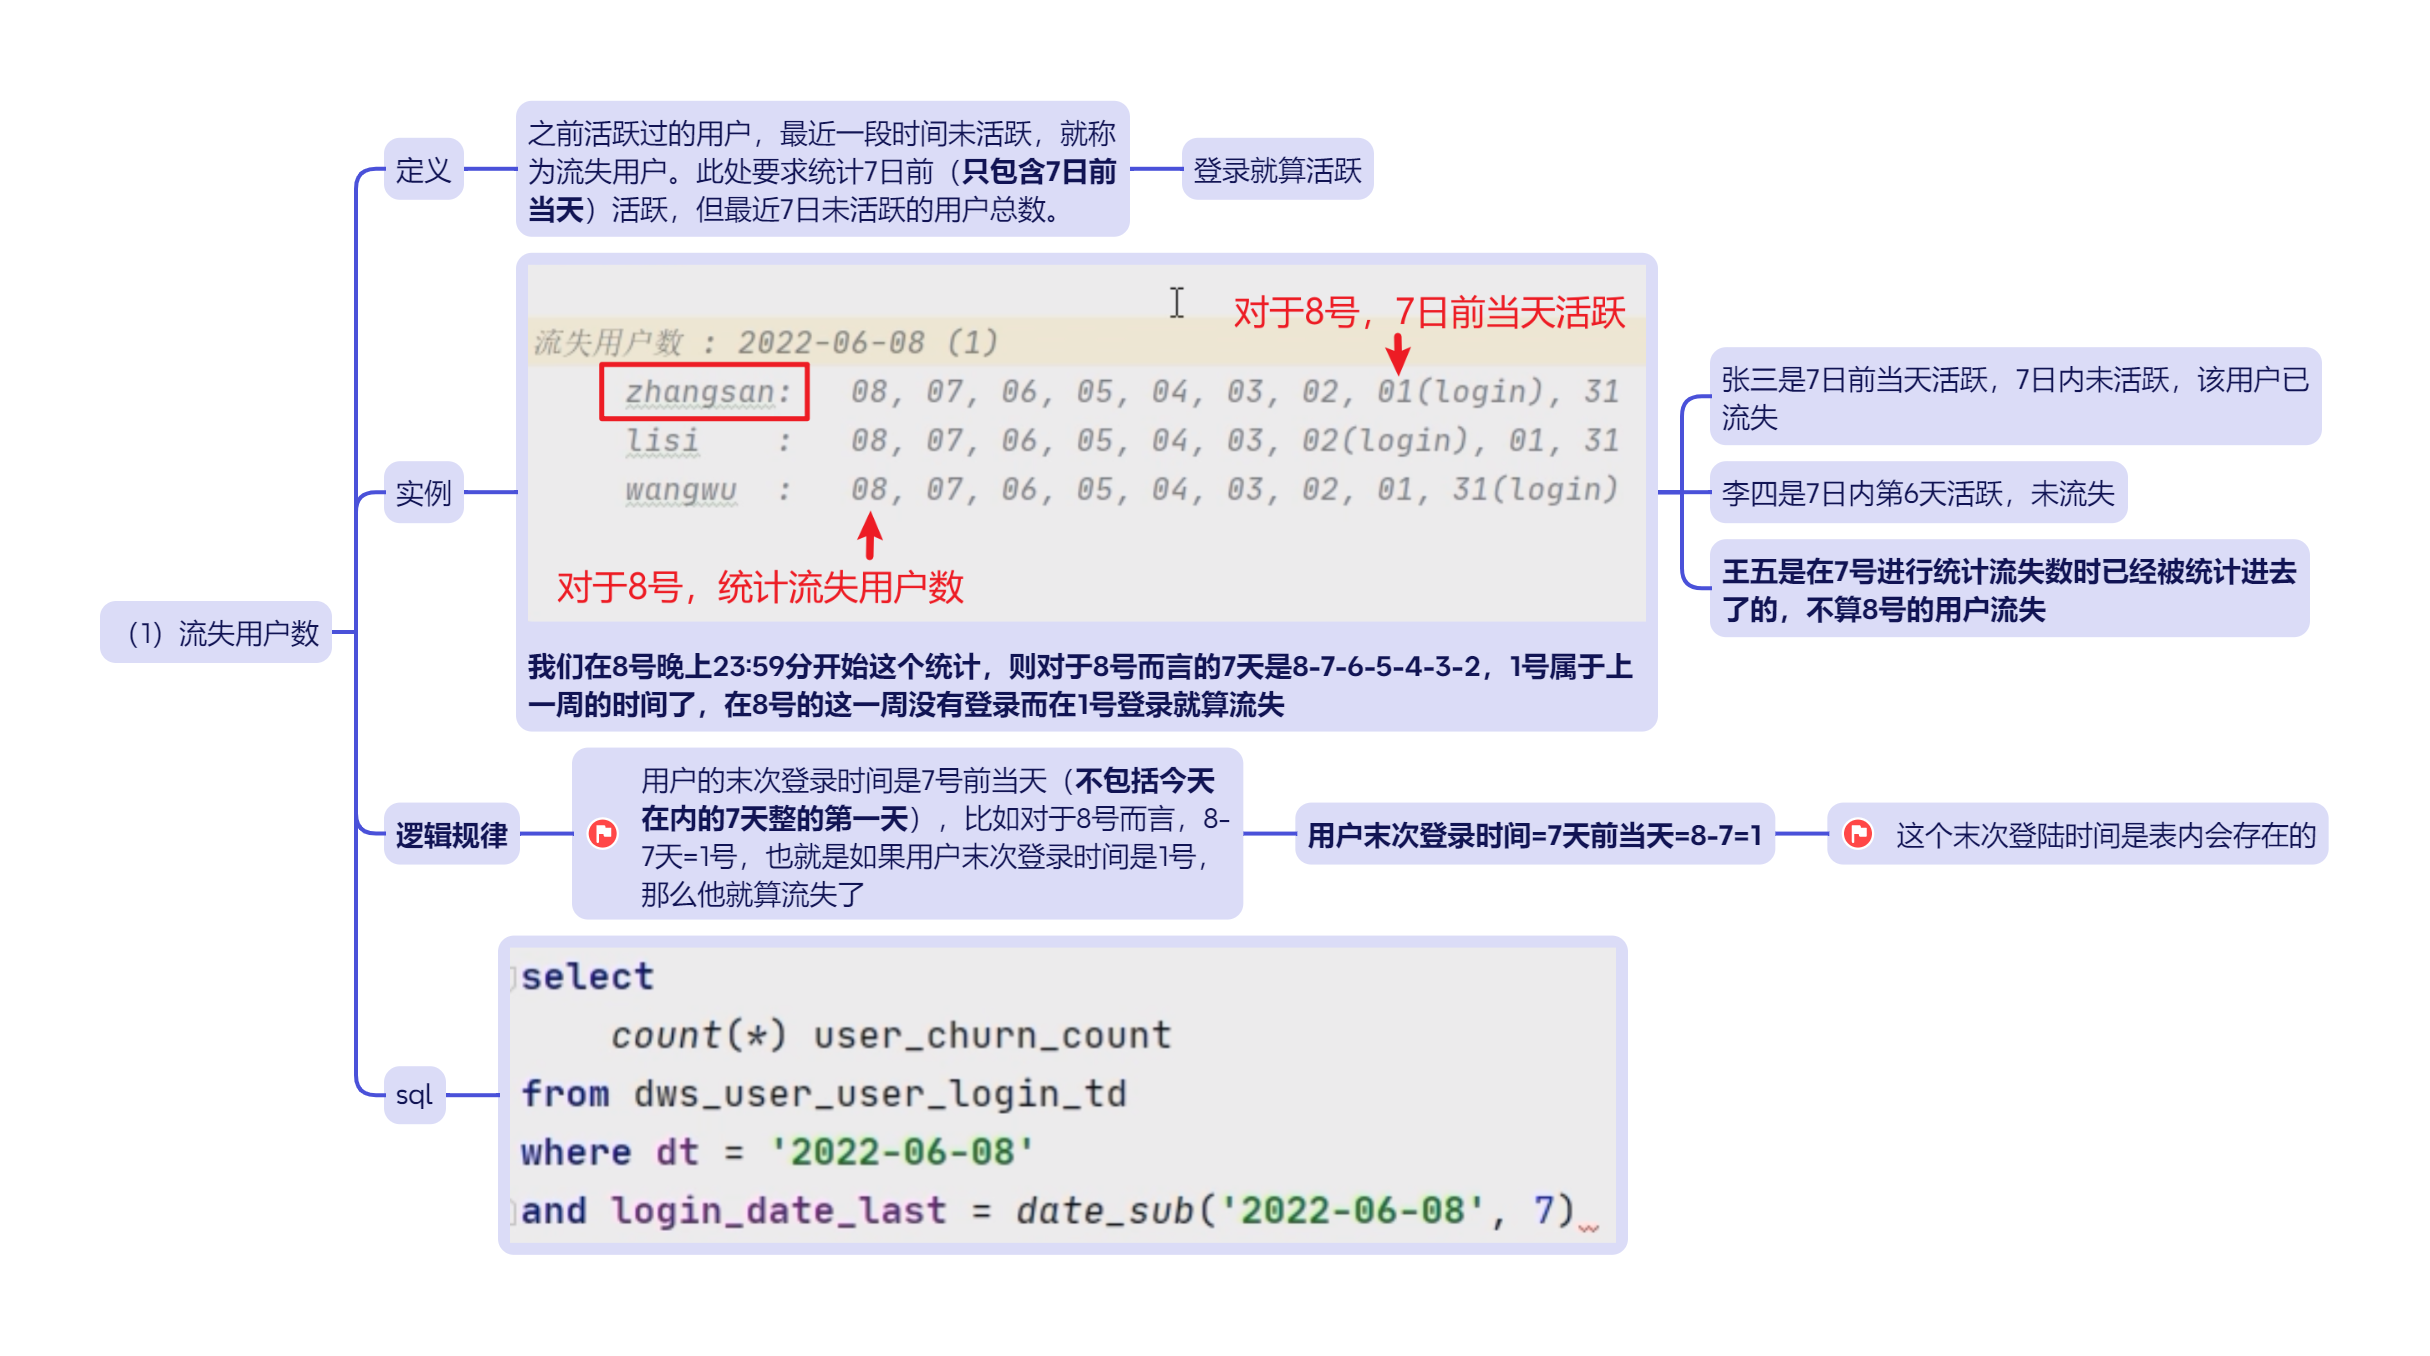 （1）流失用户数
定义
之前活跃过的用户，最近一段时间未活跃，就称
为流失用户。此处要求统计7日前（只包含7日前
当天）活跃，但最近7日未活跃的用户总数。
登录就算活跃
实例
对于8号，7日前当天活跃
流失用户数 : 2022-06-08 (1)
zhangsan: 08, 07, 06, 05, 04, 03, 02, 01(login), 31
lisi : 08, 07, 06, 05, 04, 03, 02(login), 01, 31
wangwu : 08, 07, 06, 05, 04, 03, 02, 01, 31(login)
对于8号，统计流失用户数
我们在8号晚上23:59分开始这个统计，则对于8号而言的7天是8-7-6-5-4-3-2，1号属于上
一周的时间了，在8号的这一周没有登录而在1号登录就算流失
张三是7日前当天活跃，7日内未活跃，该用户已
流失
李四是7日内第6天活跃，未流失
王五是在7号进行统计流失数时已经被统计进去
了的，不算8号的用户流失
逻辑规律
用户的末次登录时间是7号前当天（不包括今天
在内的7天整的第一天），比如对于8号而言，8-
7天=1号，也就是如果用户末次登录时间是1号，
那么他就算流失了
用户末次登录时间=7天前当天=8-7=1
这个末次登陆时间是表内会存在的
sql
select
count(*) user_churn_count
from dws_user_user_login_td
where dt = '2022-06-08'
and login_date_last = date_sub('2022-06-08', 7)